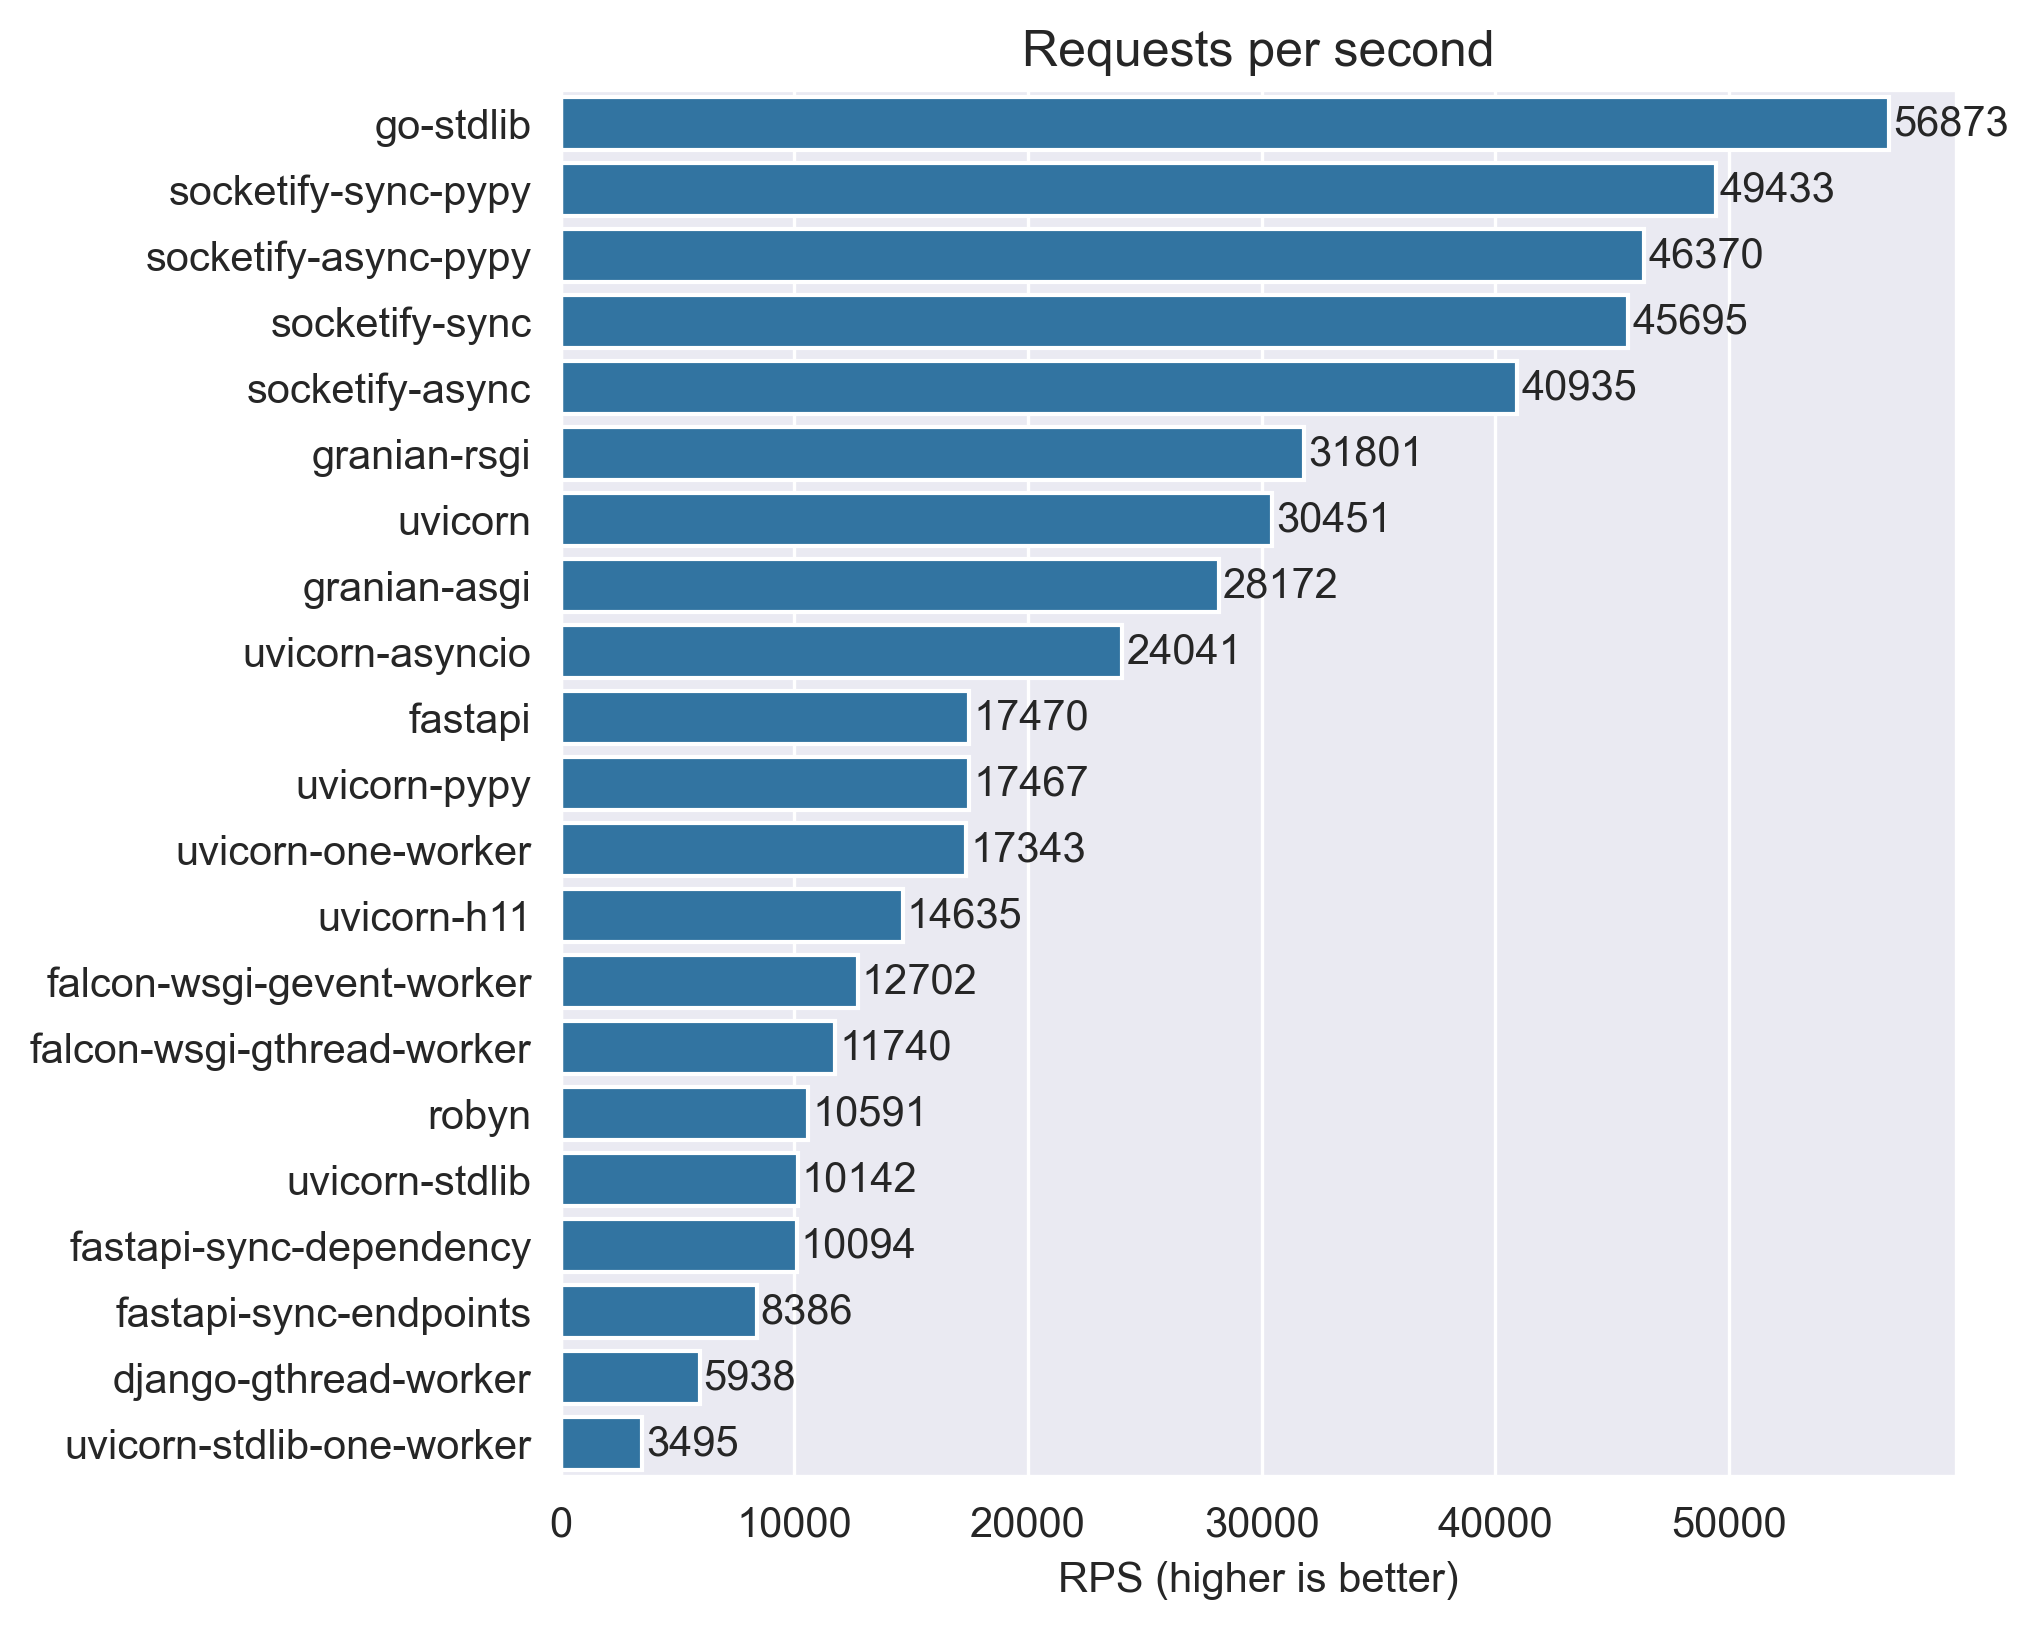 Requests per second
go-stdlib 56873
socketify-sync-pypy 49433
socketify-async-pypy 46370
socketify-sync 45695
socketify-async 40935
granian-rsgi 31801
uvicorn 30451
granian-asgi 28172
uvicorn-asyncio 24041
fastapi 17470
uvicorn-pypy 17467
uvicorn-one-worker 17343
uvicorn-h11 14635
falcon-wsgi-gevent-worker 12702
falcon-wsgi-gthread-worker 11740
robyn 10591
uvicorn-stdlib 10142
fastapi-sync-dependency 10094
fastapi-sync-endpoints 8386
django-gthread-worker 5938
uvicorn-stdlib-one-worker 3495
0 10000 20000 30000 40000 50000
RPS (higher is better)